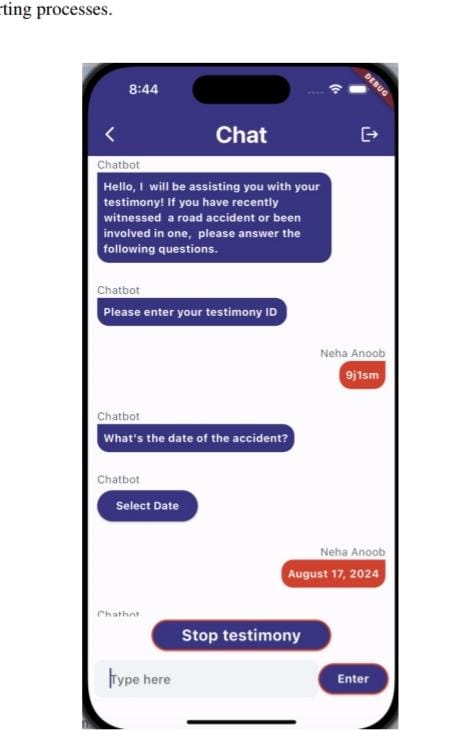 rting processes.
8:44
DEBUG
Chat
Chatbot
Hello, I will be assisting you with your
testimony! If you have recently
witnessed a road accident or been
involved in one, please answer the
following questions.
Chatbot
Please enter your testimony ID
Neha Anoob
9j1sm
Chatbot
What's the date of the accident?
Chatbot
Select Date
Neha Anoob
August 17, 2024
Chatbot
Stop testimony
Type here
Enter